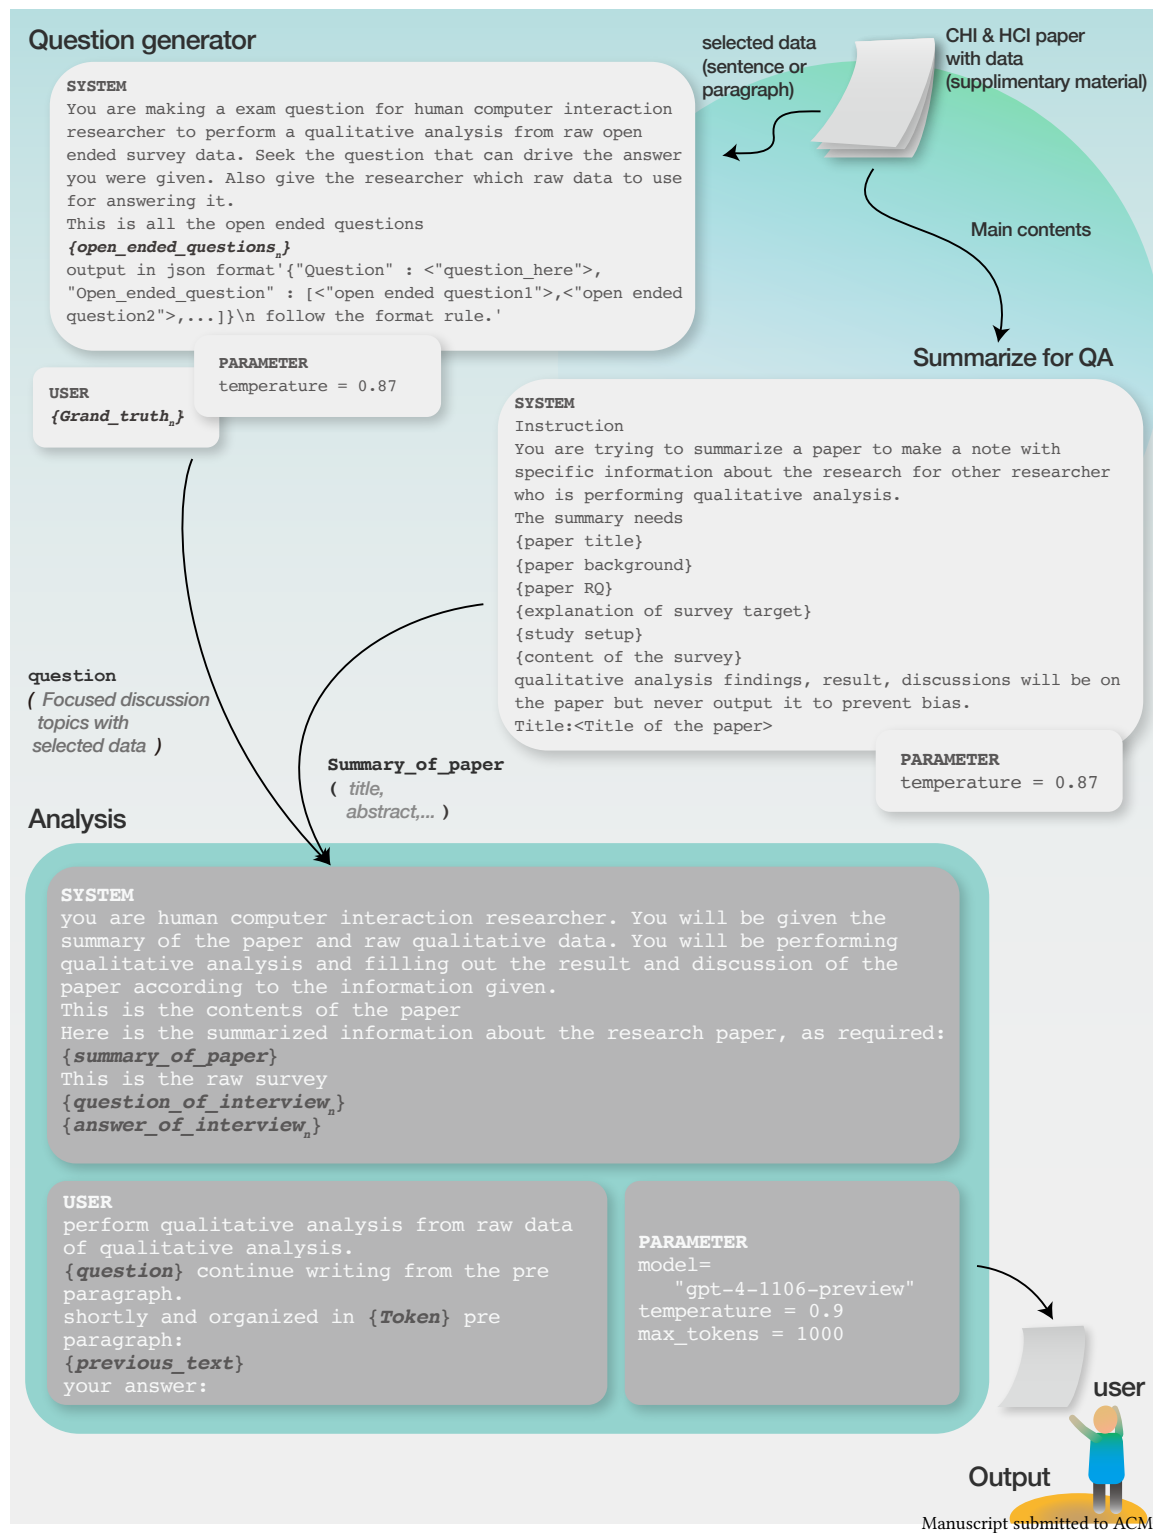 Question generator
selected data
(sentence or
paragraph)
CHI & HCI paper
with data
(supplimentary material)
SYSTEM
You are making a exam question for human computer interaction
researcher to perform a qualitative analysis from raw open
ended survey data. Seek the question that can drive the answer
you were given. Also give the researcher which raw data to use
for answering it.
This is all the open ended questions
{open_ended_questionsn}
output in json format'{"Question" : <"question_here">,
"Open_ended_question" : [<"open ended question1">,<"open ended
question2">,...]}\n follow the format rule.'
PARAMETER
temperature = 0.87
USER
{Grand_truthn}
Main contents
Summarize for QA
SYSTEM
Instruction
You are trying to summarize a paper to make a note with
specific information about the research for other researcher
who is performing qualitative analysis.
The summary needs
{paper title}
{paper background}
{paper RQ}
{explanation of survey target}
{study setup}
{content of the survey}
qualitative analysis findings, result, discussions will be on
the paper but never output it to prevent bias.
Title:<Title of the paper>
PARAMETER
temperature = 0.87
question
( Focused discussion
topics with
selected data )
Summary_of_paper
( title,
abstract,... )
Analysis
SYSTEM
you are human computer interaction researcher. You will be given the
summary of the paper and raw qualitative data. You will be performing
qualitative analysis and filling out the result and discussion of the
paper according to the information given.
This is the contents of the paper
Here is the summarized information about the research paper, as required:
{summary_of_paper}
This is the raw survey
{question_of_interviewn}
{answer_of_interviewn}
USER
perform qualitative analysis from raw data
of qualitative analysis.
{question} continue writing from the pre
paragraph.
shortly and organized in {Token} pre
paragraph:
{previous_text}
your answer:
PARAMETER
model=
"gpt-4-1106-preview"
temperature = 0.9
max_tokens = 1000
user
Output
Manuscript submitted to ACM